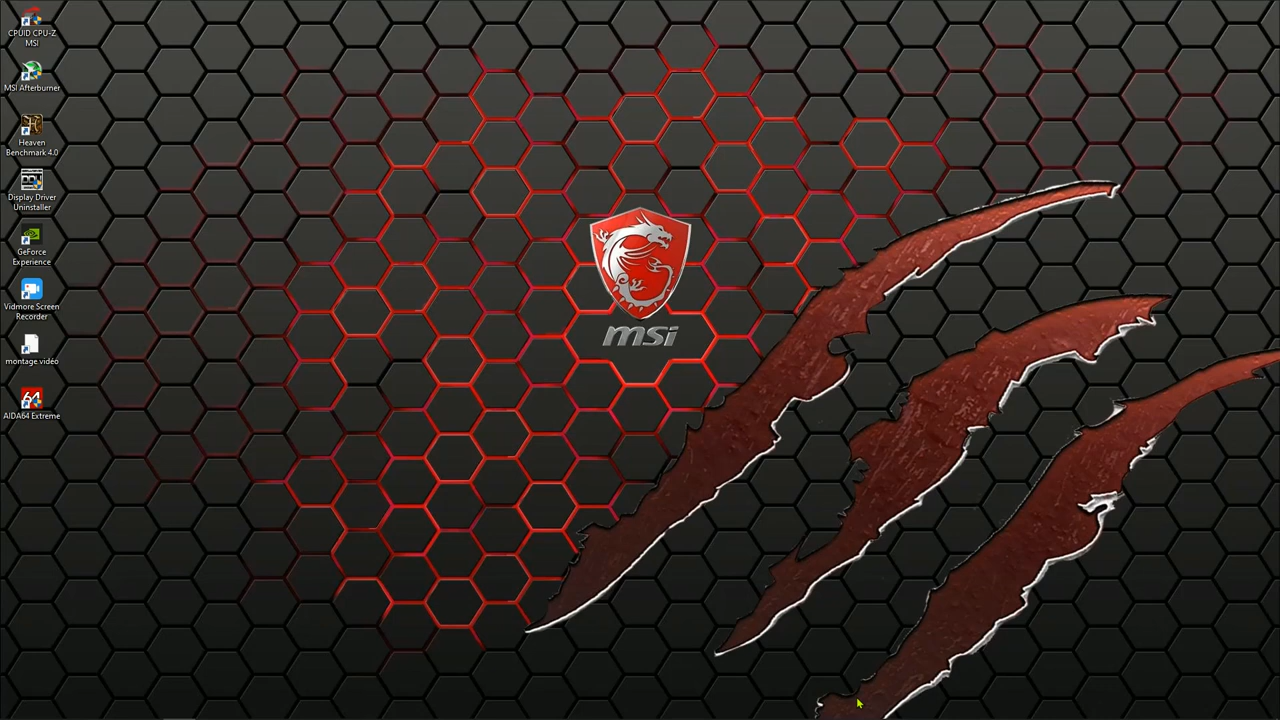 CPUID CPU-Z
MSI
MSI Afterburner
Heaven
Benchmark 4.0
Display Driver
Uninstaller
GeForce
Experience
Vidmore Screen
Recorder
montage.vidéo
64
AIDA64 Extreme
msi